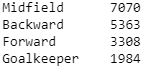 Midfield 7070
Backward 5363
Forward 3308
Goalkeeper 1984